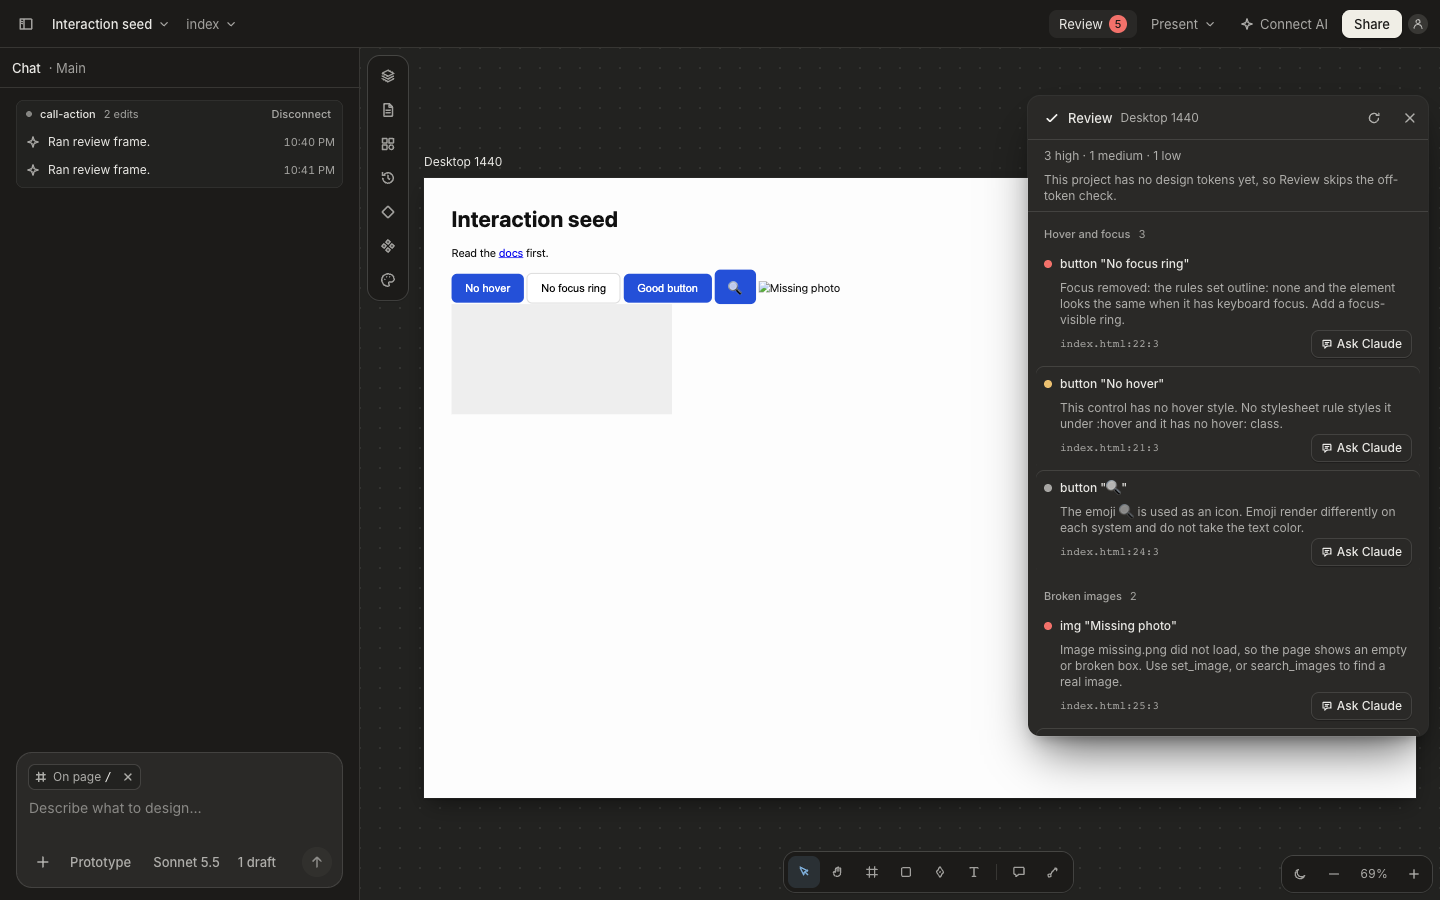 Interaction seed
index
Review 5
Present
Connect AI
Share
Chat · Main
call-action 2 edits Disconnect
Ran review frame. 10:40 PM
Ran review frame. 10:41 PM
Desktop 1440
Interaction seed
Read the docs first.
No hover
No focus ring
Good button
🔍
Missing photo
Review Desktop 1440
3 high · 1 medium · 1 low
This project has no design tokens yet, so Review skips the off-
token check.
Hover and focus 3
button "No focus ring"
Focus removed: the rules set outline: none and the element
looks the same when it has keyboard focus. Add a focus-
visible ring.
index.html:22:3 Ask Claude
button "No hover"
This control has no hover style. No stylesheet rule styles it
under :hover and it has no hover: class.
index.html:21:3 Ask Claude
button "🔍"
The emoji 🔍 is used as an icon. Emoji render differently on
each system and do not take the text color.
index.html:24:3 Ask Claude
Broken images 2
img "Missing photo"
Image missing.png did not load, so the page shows an empty
or broken box. Use set_image, or search_images to find a
real image.
index.html:25:3 Ask Claude
On page /
Describe what to design...
Prototype Sonnet 5.5 1 draft
69%